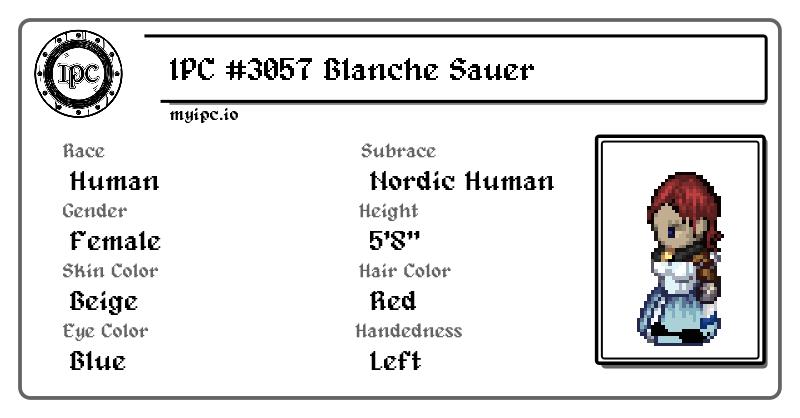 IPC
IPC #3057 Blanche Sauer
myipc.io
Race
Human
Subrace
Nordic Human
Gender
Female
Height
5'8"
Skin Color
Beige
Hair Color
Red
Eye Color
Blue
Handedness
Left